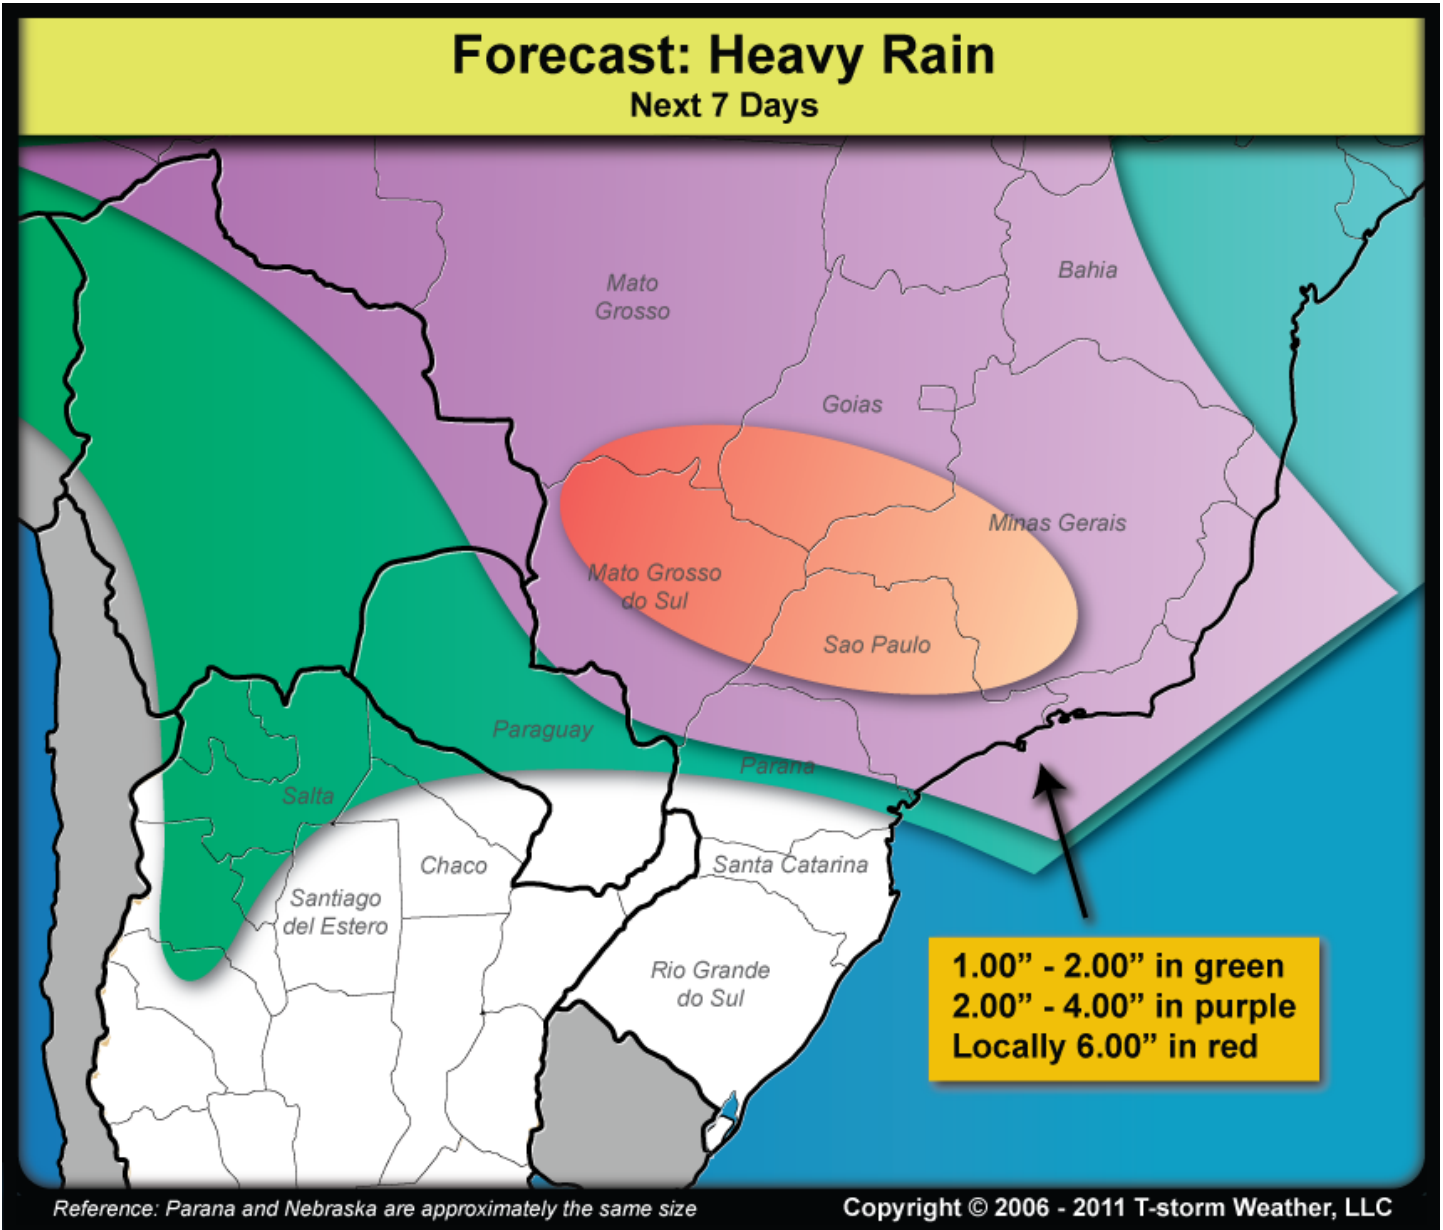 Forecast: Heavy Rain
Next 7 Days
Bahia
Mato
Grosso
Goias
Minas Gerais
Mato Grosso
do Sul
Sao Paulo
Paraguay
Parana
Salta
Chaco
Santa Catarina
Santiago
del Estero
Rio Grande
do Sul
1.00” - 2.00” in green
2.00” - 4.00” in purple
Locally 6.00” in red
Reference: Parana and Nebraska are approximately the same size
Copyright © 2006 - 2011 T-storm Weather, LLC